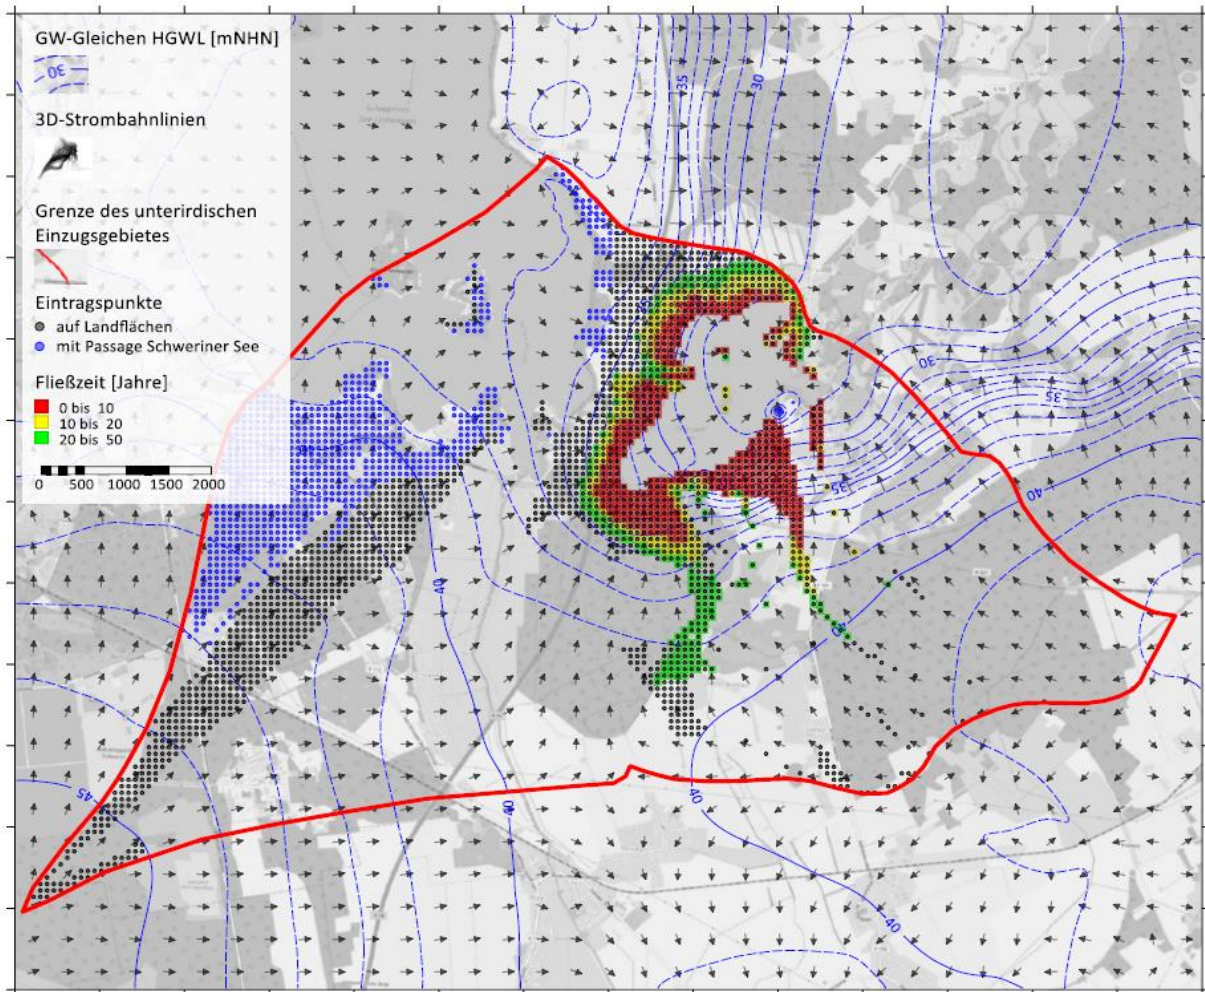 GW-Gleichen HGWL [mNHN]
30
3D-Strombahnlinien
Grenze des unterirdischen
Einzugsgebietes
Eintragspunkte
auf Landflächen
mit Passage Schweriner See
Fließzeit [Jahre]
0 bis 10
10 bis 20
20 bis 50
0 500 1000 1500 2000
35
30
30
35
35
40
40
45
40
40
40